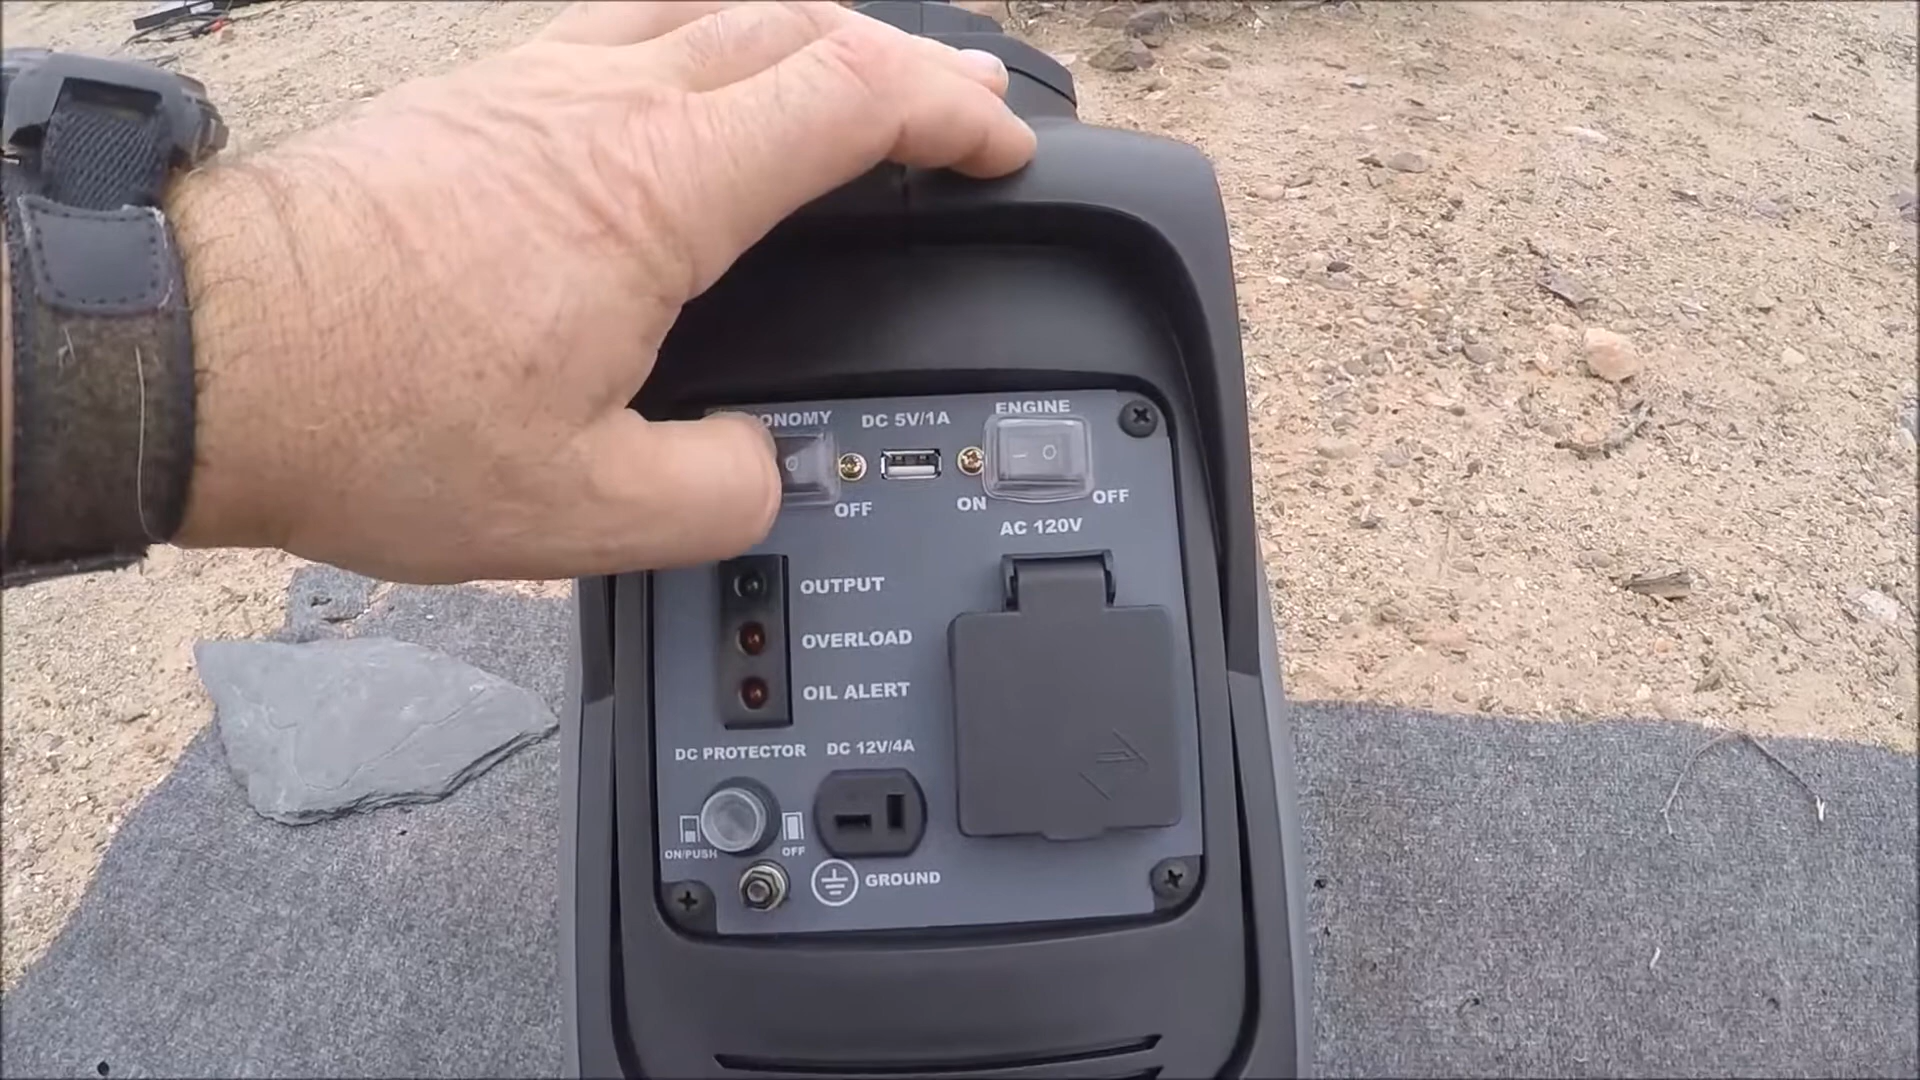 ONOMY
DC 5V/1A
ENGINE
OFF
ON
OFF
AC 120V
OUTPUT
OVERLOAD
OIL ALERT
DC PROTECTOR
DC 12V/4A
ON/PUSH
OFF
GROUND